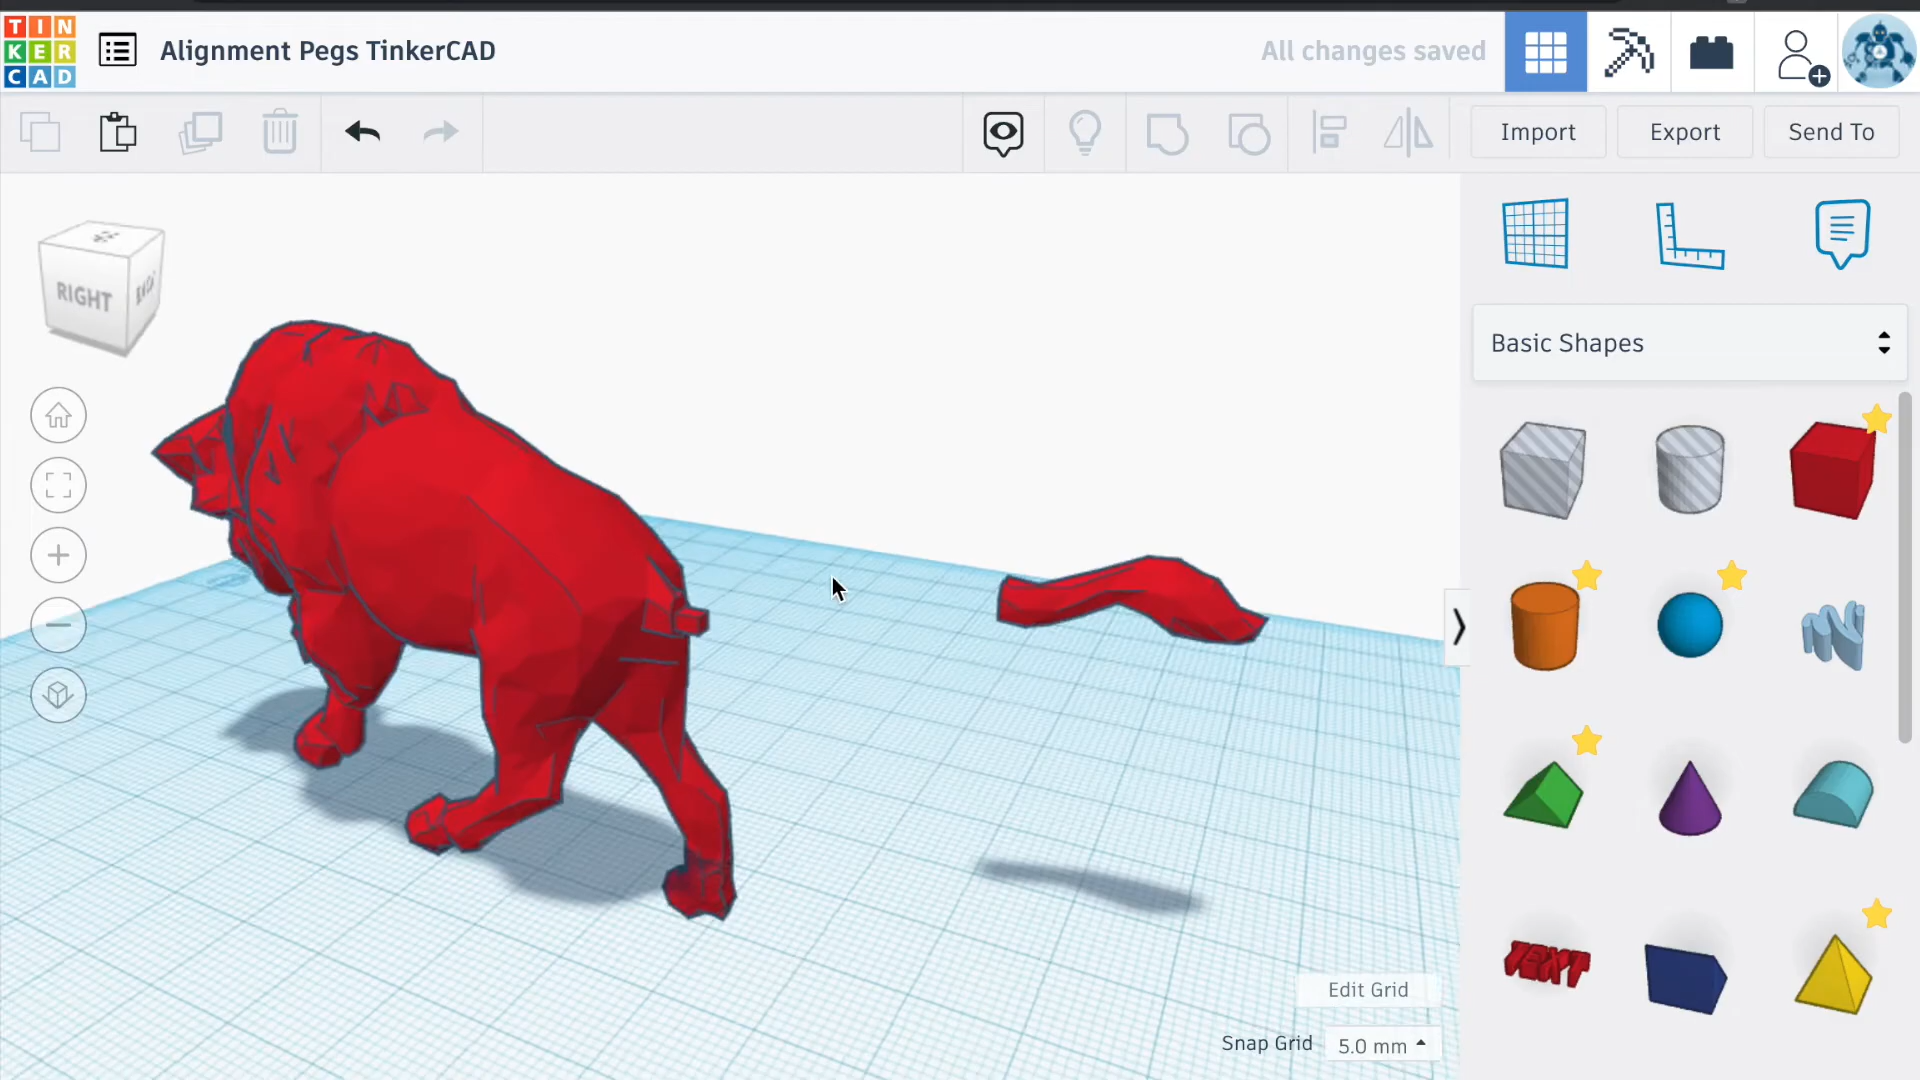 TIN
KER
CAD
Alignment Pegs TinkerCAD
All changes saved
Import
Export
Send To
RIGHT
Basic Shapes
TEXT
Edit Grid
Snap Grid
5.0 mm